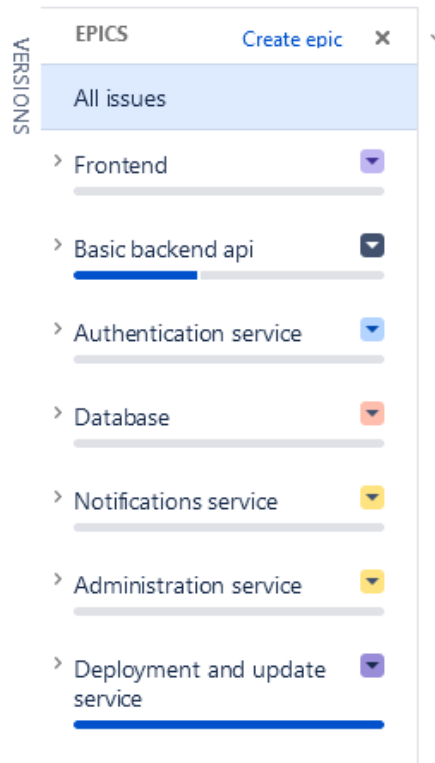 VERSIONS
EPICS
Create epic
All issues
Frontend
Basic backend api
Authentication service
Database
Notifications service
Administration service
Deployment and update
service